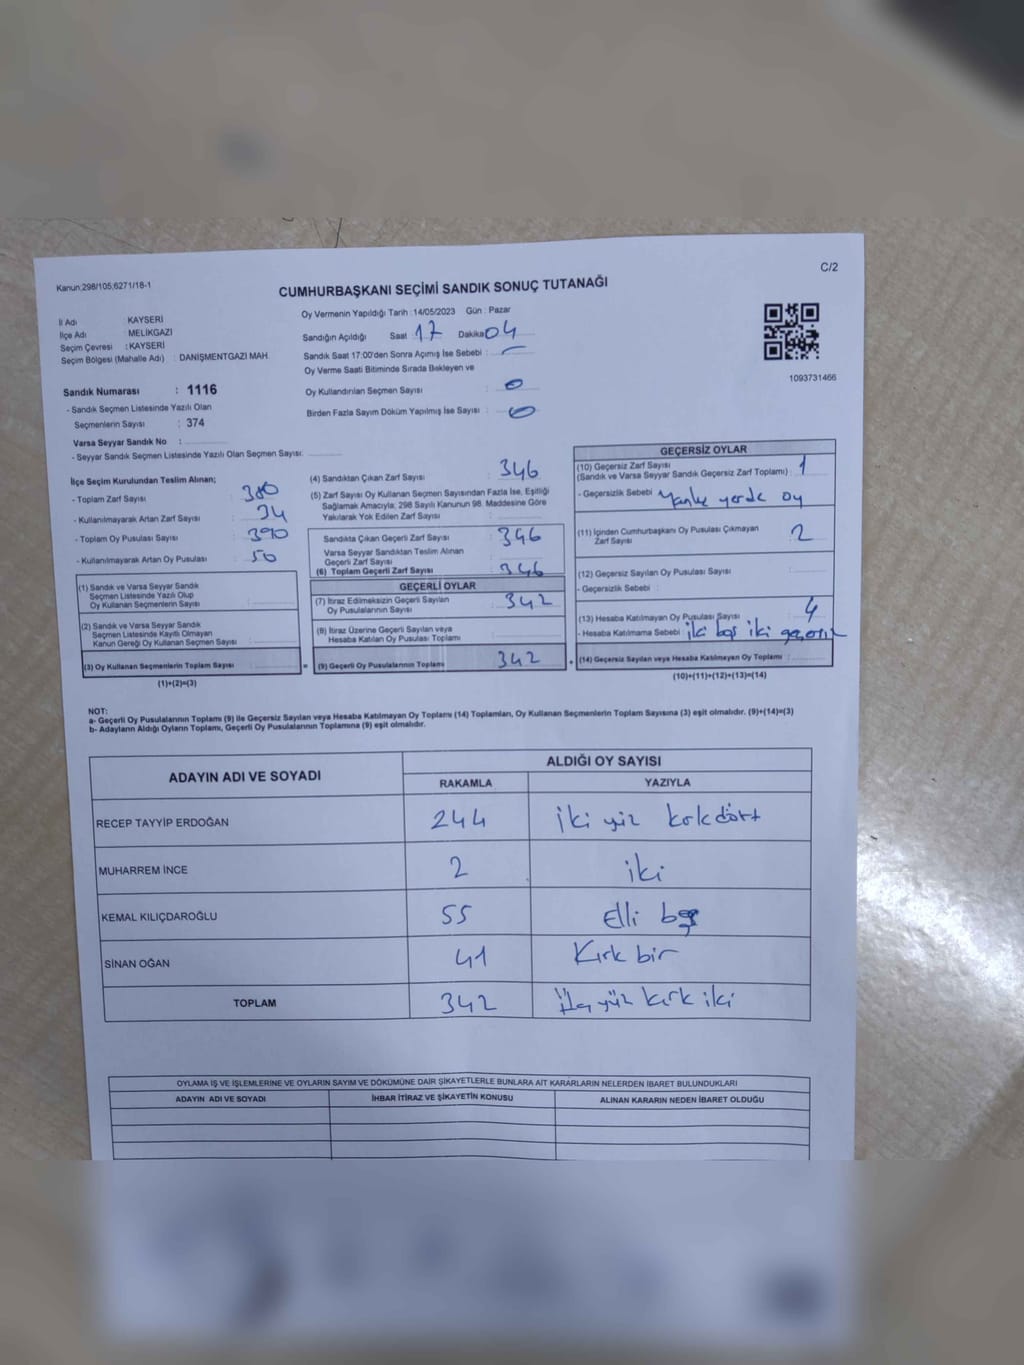 C/2
Kanun;298/105;6271/18-1
CUMHURBAŞKANI SEÇİMİ SANDIK SONUÇ TUTANAĞI
İl Adı KAYSERİ
İlçe Adı MELİKGAZİ
Seçim Çevresi : KAYSERİ
Seçim Bölgesi (Mahalle Adı) : DANİŞMENTGAZİ MAH.
Oy Vermenin Yapıldığı Tarih : 14/05/2023 Gün : Pazar
Sandığın Açıldığı Saat 17 Dakika 04
Sandık Saat 17:00'den Sonra Açımış İse Sebebi : -
Oy Verme Saati Bitiminde Sırada Bekleyen ve
Oy Kullandırılan Seçmen Sayısı : 0
Birden Fazla Sayım Döküm Yapılmış İse Sayısı : 0
1093731466
Sandık Numarası : 1116
- Sandık Seçmen Listesinde Yazılı Olan
Seçmenlerin Sayısı : 374
Varsa Seyyar Sandık No :
- Seyyar Sandık Seçmen Listesinde Yazılı Olan Seçmen Sayısı:
İlçe Seçim Kurulundan Teslim Alınan;
- Toplam Zarf Sayısı : 380
- Kullanılmayarak Artan Zarf Sayısı : 34
- Toplam Oy Pusulası Sayısı : 390
- Kullanılmayarak Artan Oy Pusulası : 50
(1) Sandık ve Varsa Seyyar Sandık
Seçmen Listesinde Yazılı Olup
Oy Kullanan Seçmenlerin Sayısı :
(2) Sandık ve Varsa Seyyar Sandık
Seçmen Listesinde Kayıtlı Olmayan
Kanun Gereği Oy Kullanan Seçmen Sayısı :
(3) Oy Kullanan Seçmenlerin Toplam Sayısı : =
(1)+(2)=(3)
(4) Sandıktan Çıkan Zarf Sayısı : 346
(5) Zarf Sayısı Oy Kullanan Seçmen Sayısından Fazla İse, Eşitliği
Sağlamak Amacıyla; 298 Sayılı Kanunun 98. Maddesine Göre
Yakılarak Yok Edilen Zarf Sayısı :
Sandıkta Çıkan Geçerli Zarf Sayısı : 346
Varsa Seyyar Sandıktan Teslim Alınan
Geçerli Zarf Sayısı :
(6) Toplam Geçerli Zarf Sayısı : 346
GEÇERLİ OYLAR
(7) İtiraz Edilmeksizin Geçerli Sayılan
Oy Pusulalarının Sayısı : 342
(8) İtiraz Üzerine Geçerli Sayılan veya
Hesaba Katılan Oy Pusulası Toplamı :
(9) Geçerli Oy Pusulalarının Toplamı : 342 +
GEÇERSİZ OYLAR
(10) Geçersiz Zarf Sayısı
(Sandık ve Varsa Seyyar Sandık Geçersiz Zarf Toplamı) : 1
- Geçersizlik Sebebi : yanlış yerde oy
(11) İçinden Cumhurbaşkanı Oy Pusulası Çıkmayan
Zarf Sayısı : 2
(12) Geçersiz Sayılan Oy Pusulası Sayısı :
- Geçersizlik Sebebi :
(13) Hesaba Katılmayan Oy Pusulası Sayısı : 4
- Hesaba Katılmama Sebebi : iki boş iki geçersiz
(14) Geçersiz Sayılan veya Hesaba Katılmayan Oy Toplamı :
(10)+(11)+(12)+(13)=(14)
NOT:
a- Geçerli Oy Pusulalarının Toplamı (9) ile Geçersiz Sayılan veya Hesaba Katılmayan Oy Toplamı (14) Toplamları, Oy Kullanan Seçmenlerin Toplam Sayısına (3) eşit olmalıdır. (9)+(14)=(3)
b- Adayların Aldığı Oyların Toplamı, Geçerli Oy Pusulalarının Toplamına (9) eşit olmalıdır.
ADAYIN ADI VE SOYADI ALDIĞI OY SAYISI
RAKAMLA YAZIYLA
RECEP TAYYİP ERDOĞAN 244 iki yüz kırkdört
MUHARREM İNCE 2 iki
KEMAL KILIÇDAROĞLU 55 Elli beş
SİNAN OĞAN 41 Kırk bir
TOPLAM 342 Üç yüz kırk iki
OYLAMA İŞ VE İŞLEMLERİNE VE OYLARIN SAYIM VE DÖKÜMÜNE DAİR ŞİKAYETLERLE BUNLARA AİT KARARLARIN NELERDEN İBARET BULUNDUKLARI
ADAYIN ADI VE SOYADI İHBAR İTİRAZ VE ŞİKAYETİN KONUSU ALINAN KARARIN NEDEN İBARET OLDUĞU